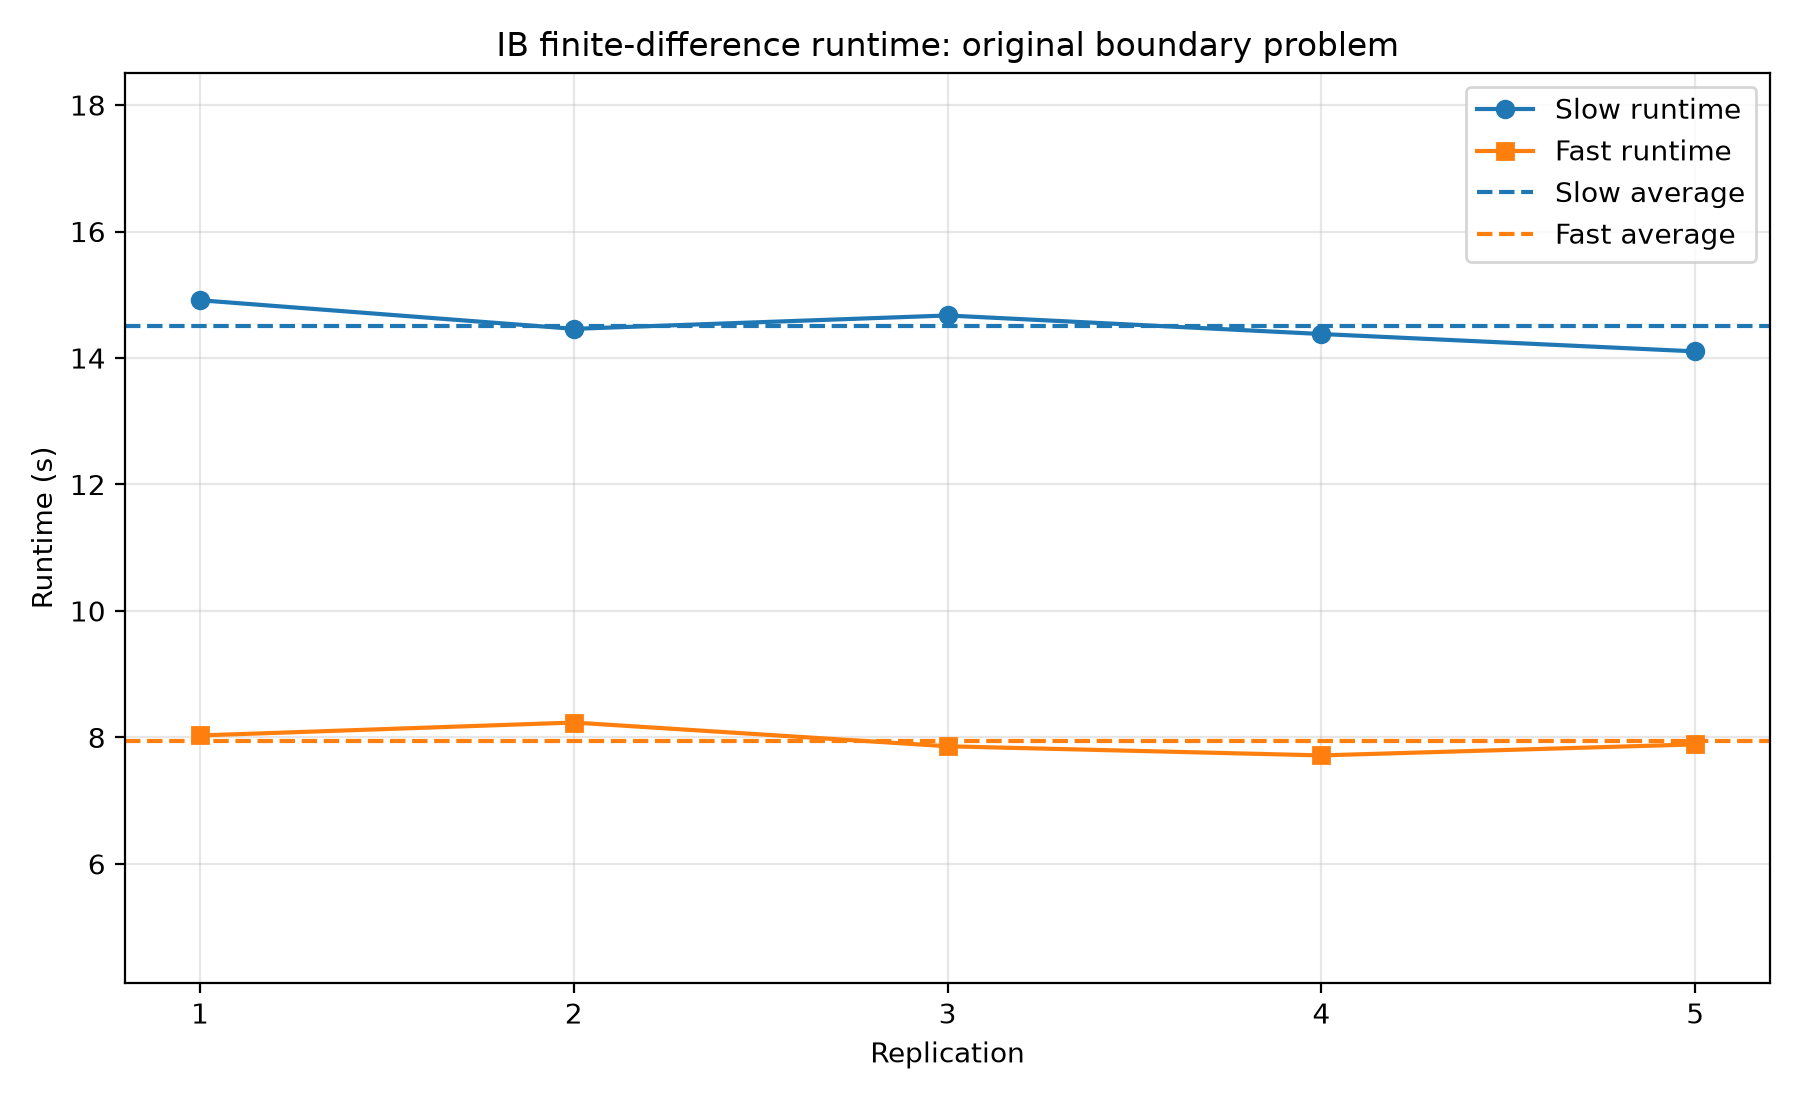 IB finite-difference runtime: original boundary problem
Slow runtime
Fast runtime
Slow average
Fast average
Runtime (s)
18
16
14
12
10
8
6
1 2 3 4 5
Replication